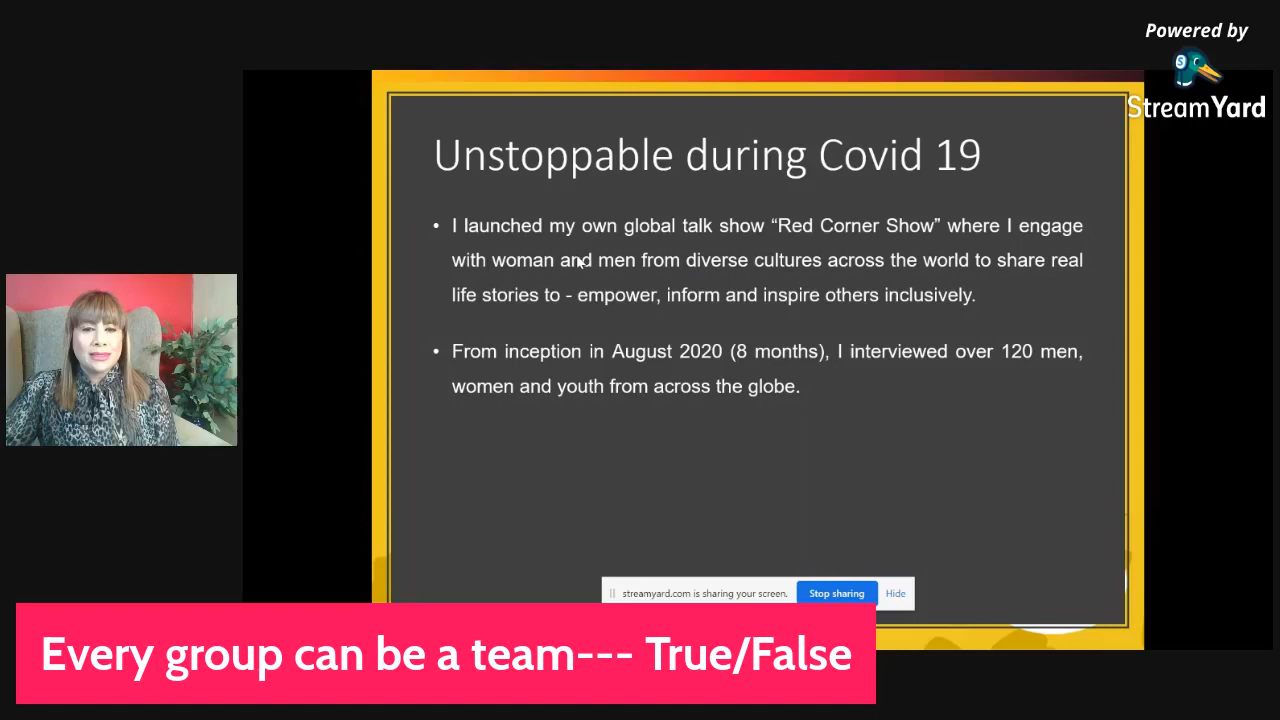 Powered by
StreamYard
Unstoppable during Covid 19
• I launched my own global talk show “Red Corner Show” where I engage
with woman and men from diverse cultures across the world to share real
life stories to - empower, inform and inspire others inclusively.
• From inception in August 2020 (8 months), I interviewed over 120 men,
women and youth from across the globe.
streamyard.com is sharing your screen. Stop sharing Hide
Every group can be a team--- True/False